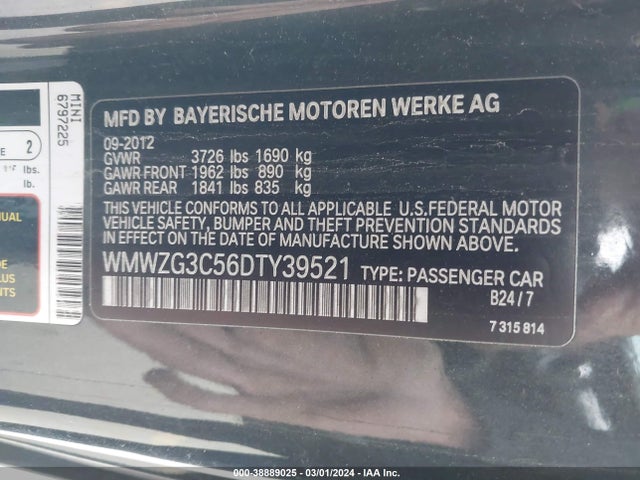 MFD BY BAYERISCHE MOTOREN WERKE AG
09-2012
GVWR 3726 lbs 1690 kg
GAWR FRONT 1962 lbs 890 kg
GAWR REAR 1841 lbs 835 kg
THIS VEHICLE CONFORMS TO ALL APPLICABLE U.S.FEDERAL MOTOR
VEHICLE SAFETY, BUMPER AND THEFT PREVENTION STANDARDS
IN EFFECT ON THE DATE OF MANUFACTURE SHOWN ABOVE.
WMWZG3C56DTY39521 TYPE: PASSENGER CAR
B24/7
7 315 814
MINI
6797225
2
lbs.
lb.
NTS
000-38889025 - 03/01/2024 - IAA Inc.